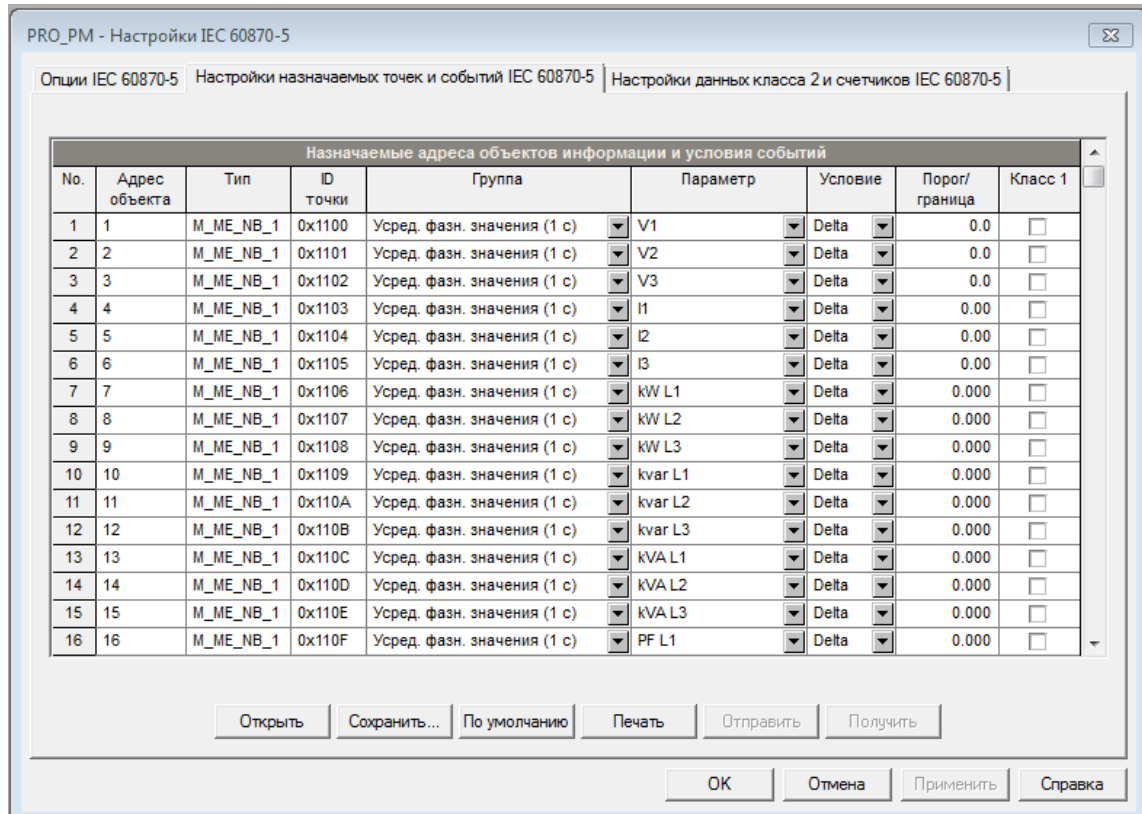 PRO_PM - Настройки IEC 60870-5
Опции IEC 60870-5 Настройки назначаемых точек и событий IEC 60870-5 Настройки данных класса 2 и счетчиков IEC 60870-5
Назначаемые адреса объектов информации и условия событий
No. Адрес объекта Тип ID точки Группа Параметр Условие Порог/граница Класс 1
1 1 M_ME_NB_1 0x1100 Усред. фазн. значения (1 с) V1 Delta 0.0
2 2 M_ME_NB_1 0x1101 Усред. фазн. значения (1 с) V2 Delta 0.0
3 3 M_ME_NB_1 0x1102 Усред. фазн. значения (1 с) V3 Delta 0.0
4 4 M_ME_NB_1 0x1103 Усред. фазн. значения (1 с) I1 Delta 0.00
5 5 M_ME_NB_1 0x1104 Усред. фазн. значения (1 с) I2 Delta 0.00
6 6 M_ME_NB_1 0x1105 Усред. фазн. значения (1 с) I3 Delta 0.00
7 7 M_ME_NB_1 0x1106 Усред. фазн. значения (1 с) kW L1 Delta 0.000
8 8 M_ME_NB_1 0x1107 Усред. фазн. значения (1 с) kW L2 Delta 0.000
9 9 M_ME_NB_1 0x1108 Усред. фазн. значения (1 с) kW L3 Delta 0.000
10 10 M_ME_NB_1 0x1109 Усред. фазн. значения (1 с) kvar L1 Delta 0.000
11 11 M_ME_NB_1 0x110A Усред. фазн. значения (1 с) kvar L2 Delta 0.000
12 12 M_ME_NB_1 0x110B Усред. фазн. значения (1 с) kvar L3 Delta 0.000
13 13 M_ME_NB_1 0x110C Усред. фазн. значения (1 с) kVA L1 Delta 0.000
14 14 M_ME_NB_1 0x110D Усред. фазн. значения (1 с) kVA L2 Delta 0.000
15 15 M_ME_NB_1 0x110E Усред. фазн. значения (1 с) kVA L3 Delta 0.000
16 16 M_ME_NB_1 0x110F Усред. фазн. значения (1 с) PF L1 Delta 0.000
Открыть Сохранить... По умолчанию Печать Отправить Получить
OK Отмена Применить Справка